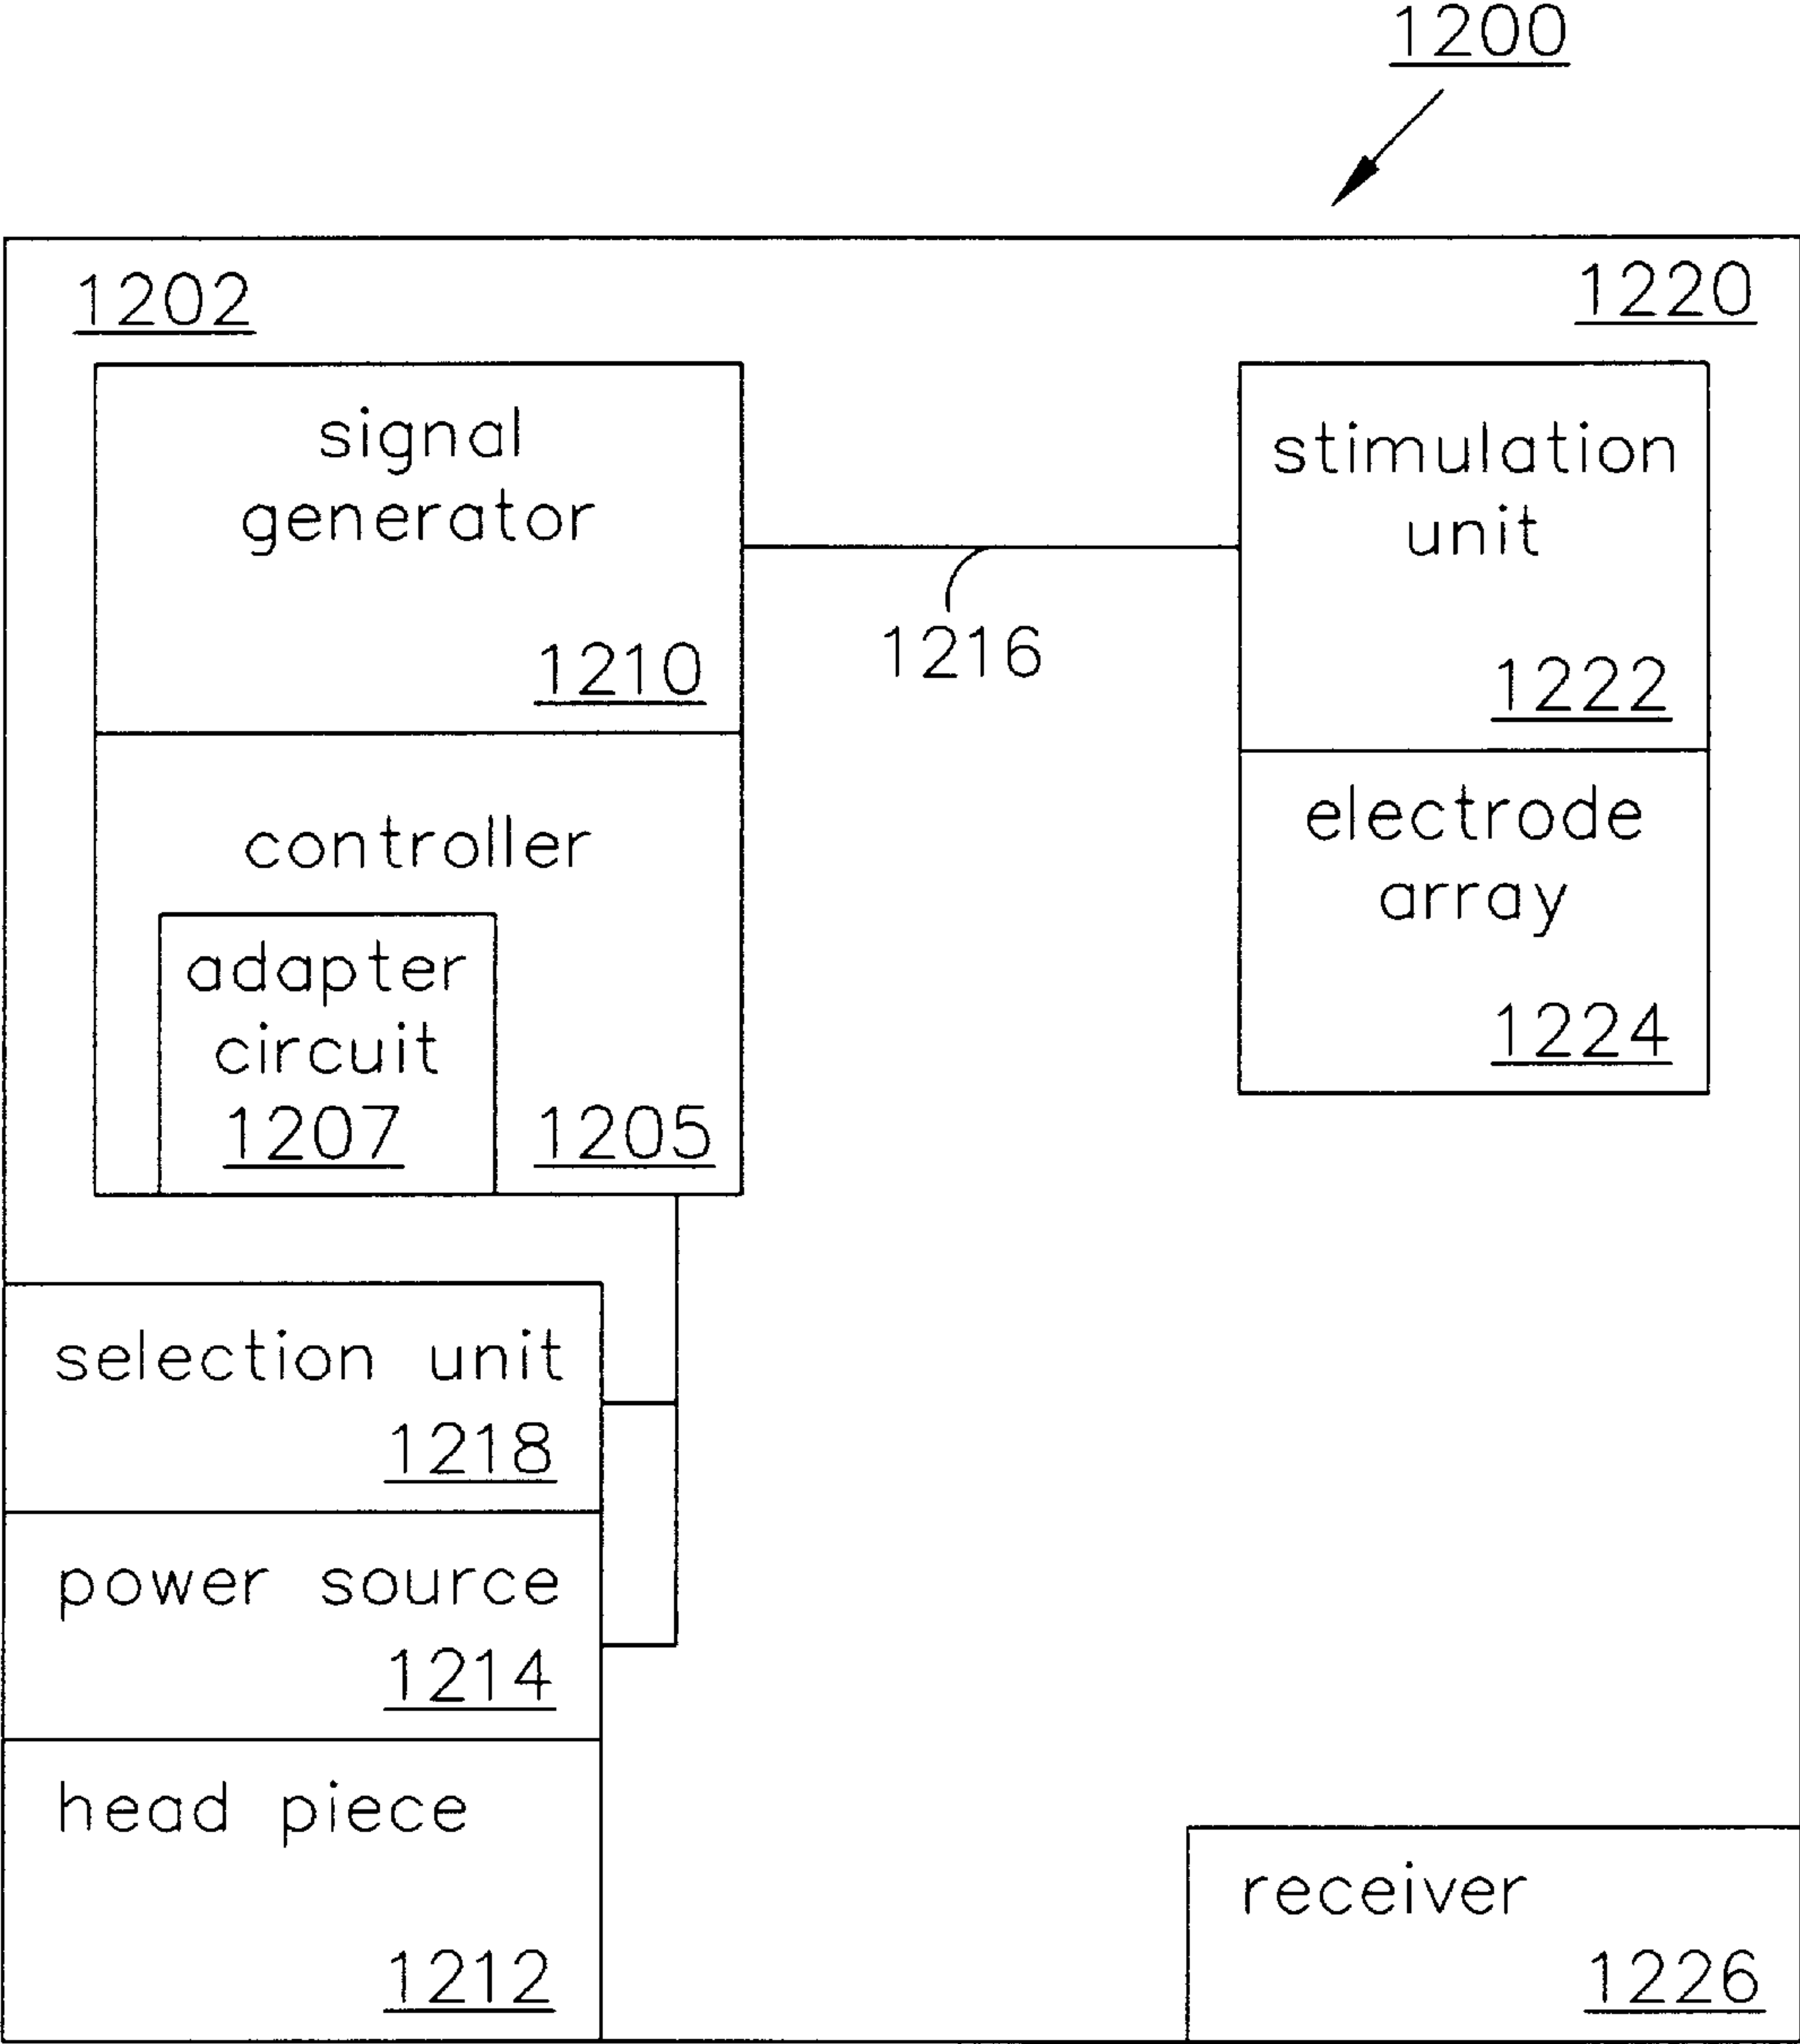 1200
1202
1220
signal
generator
1210
1216
stimulation
unit
1222
controller
adapter
circuit
1207
1205
electrode
array
1224
selection unit
1218
power source
1214
head piece
1212
receiver
1226